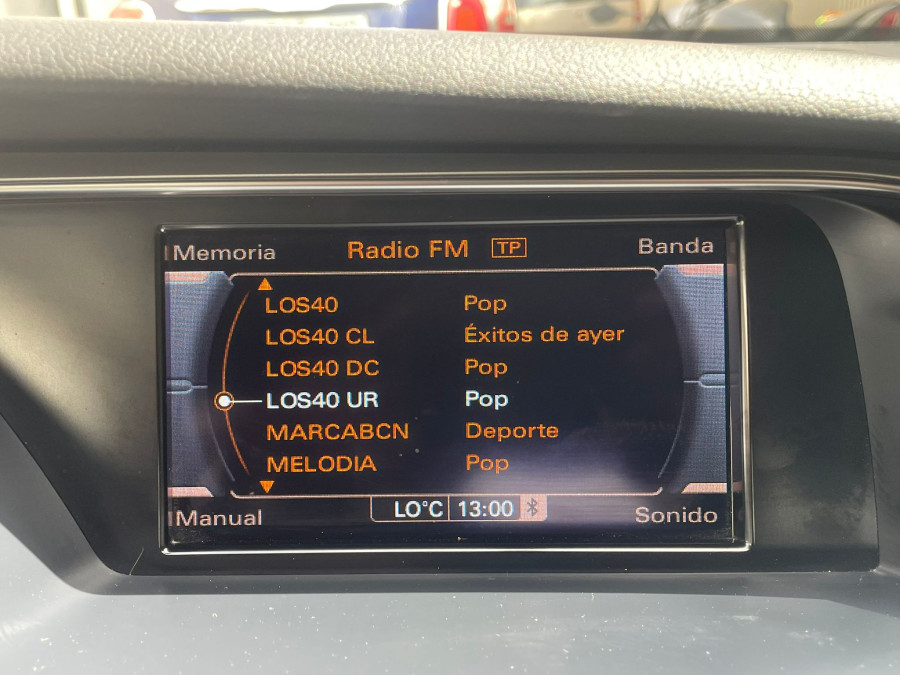 Memoria Radio FM TP Banda
LOS40 Pop
LOS40 CL Éxitos de ayer
LOS40 DC Pop
LOS40 UR Pop
MARCABCN Deporte
MELODIA Pop
LO°C 13:00
Manual Sonido